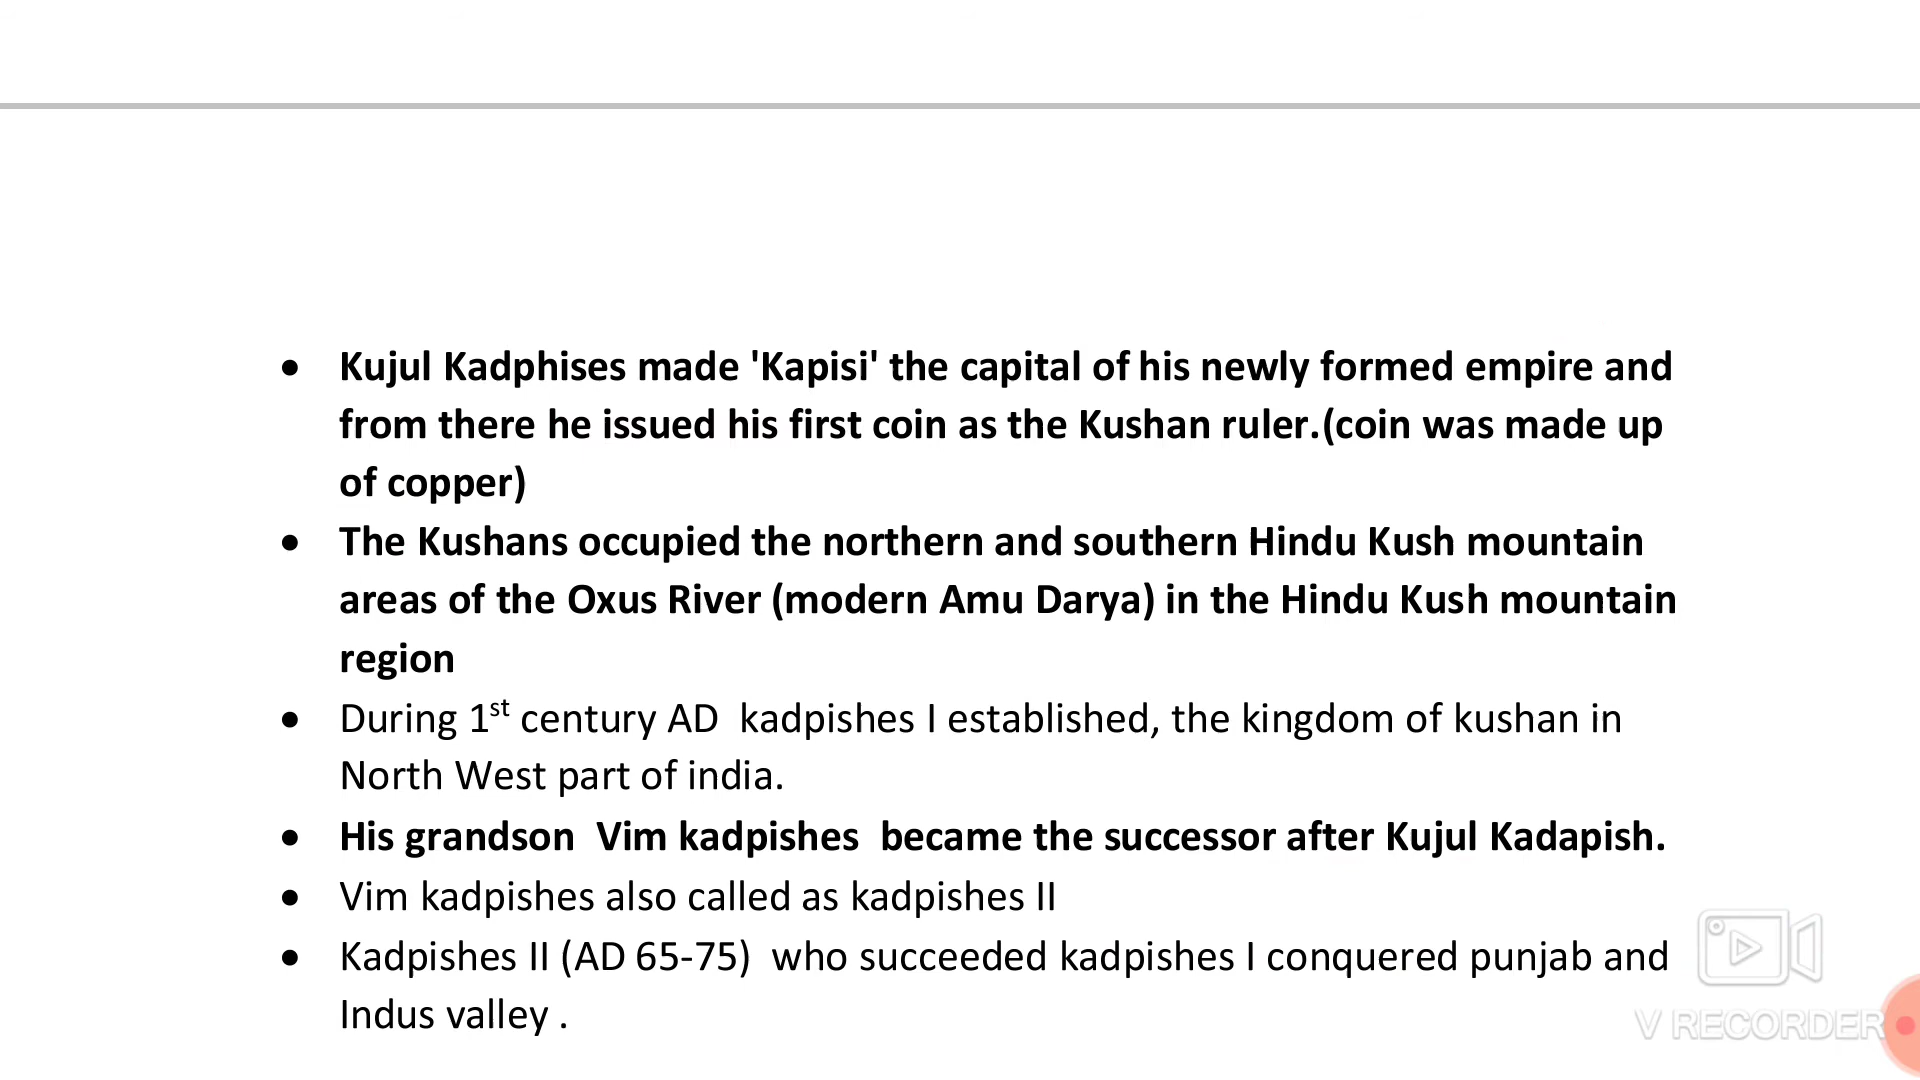 • Kujul Kadphises made 'Kapisi' the capital of his newly formed empire and
from there he issued his first coin as the Kushan ruler.(coin was made up
of copper)
• The Kushans occupied the northern and southern Hindu Kush mountain
areas of the Oxus River (modern Amu Darya) in the Hindu Kush mountain
region
• During 1st century AD  kadpishes I established, the kingdom of kushan in
North West part of india.
• His grandson  Vim kadpishes  became the successor after Kujul Kadapish.
• Vim kadpishes also called as kadpishes II
• Kadpishes II (AD 65-75)  who succeeded kadpishes I conquered punjab and
Indus valley .
V RECORDER